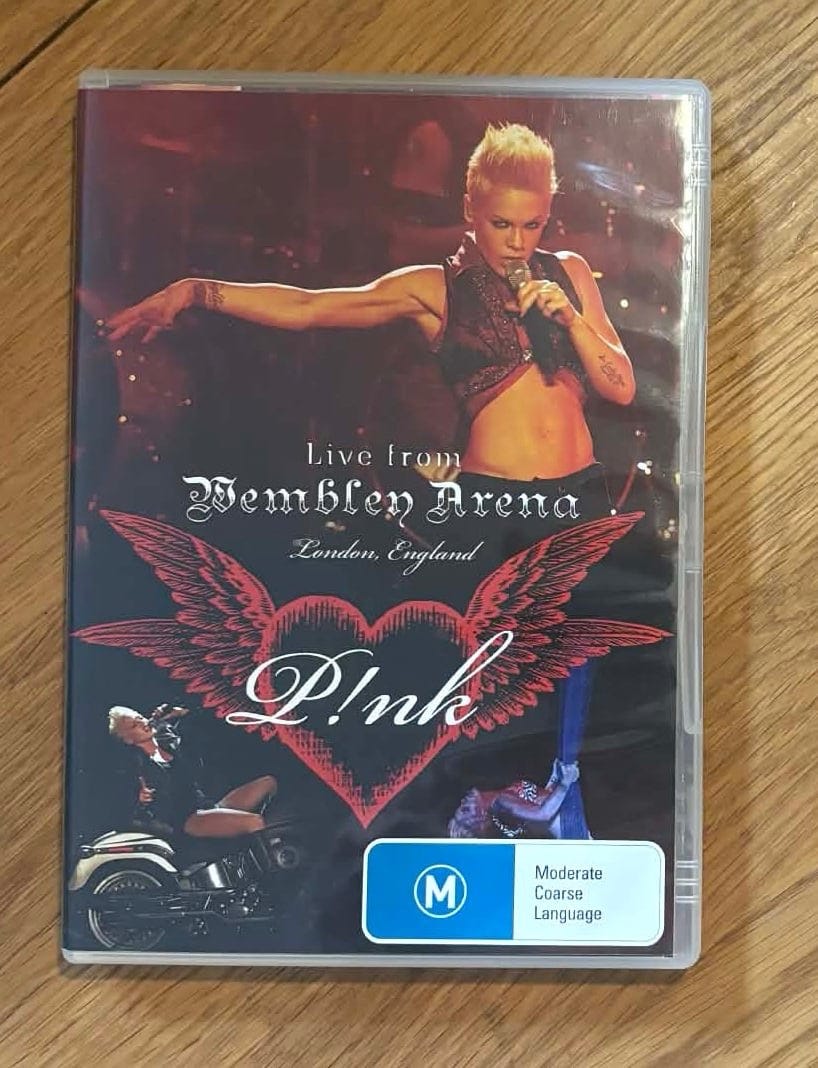 Live from
Wembley Arena
London, England
P!nk
M
Moderate
Coarse
Language